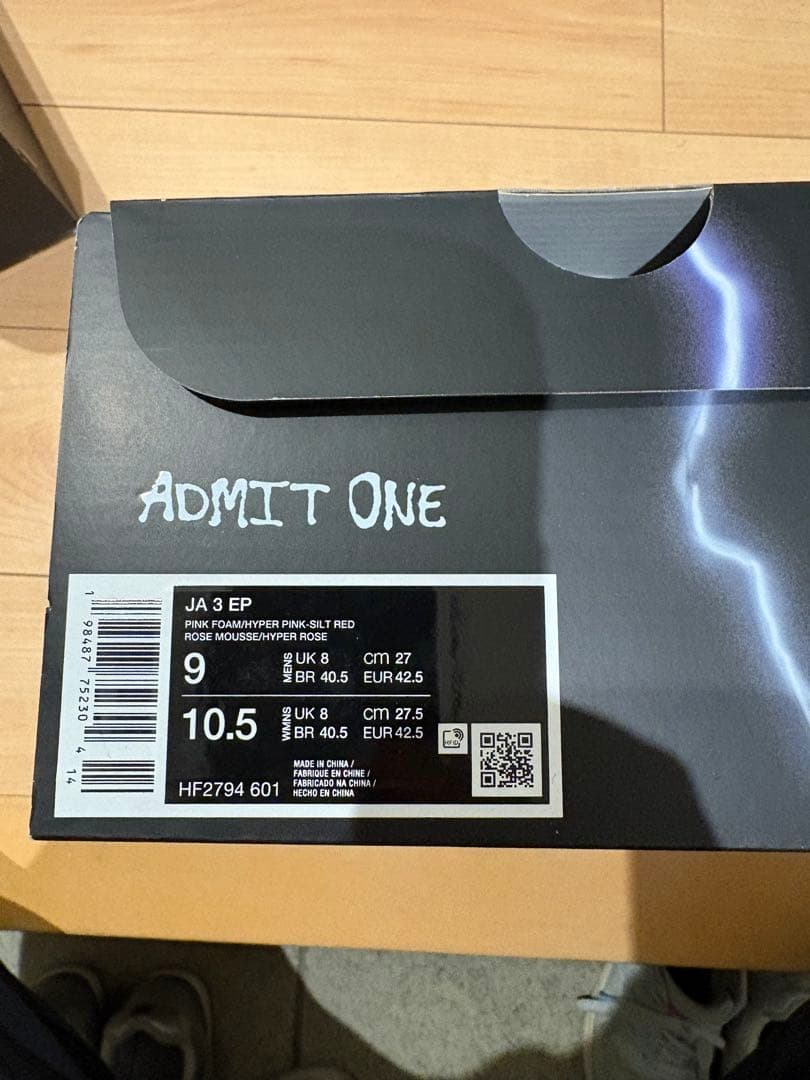 ADMIT ONE
JA 3 EP
PINK FOAM/HYPER PINK-SILT RED
ROSE MOUSSE/HYPER ROSE
9 MENS UK 8 cm 27
BR 40.5 EUR 42.5
10.5 WMNS UK 8 cm 27.5
BR 40.5 EUR 42.5
MADE IN CHINA /
FABRIQUE EN CHINE /
FABRICADO NA CHINA /
HECHO EN CHINA
HF2794 601
1 98487 75230 4 14
RFID